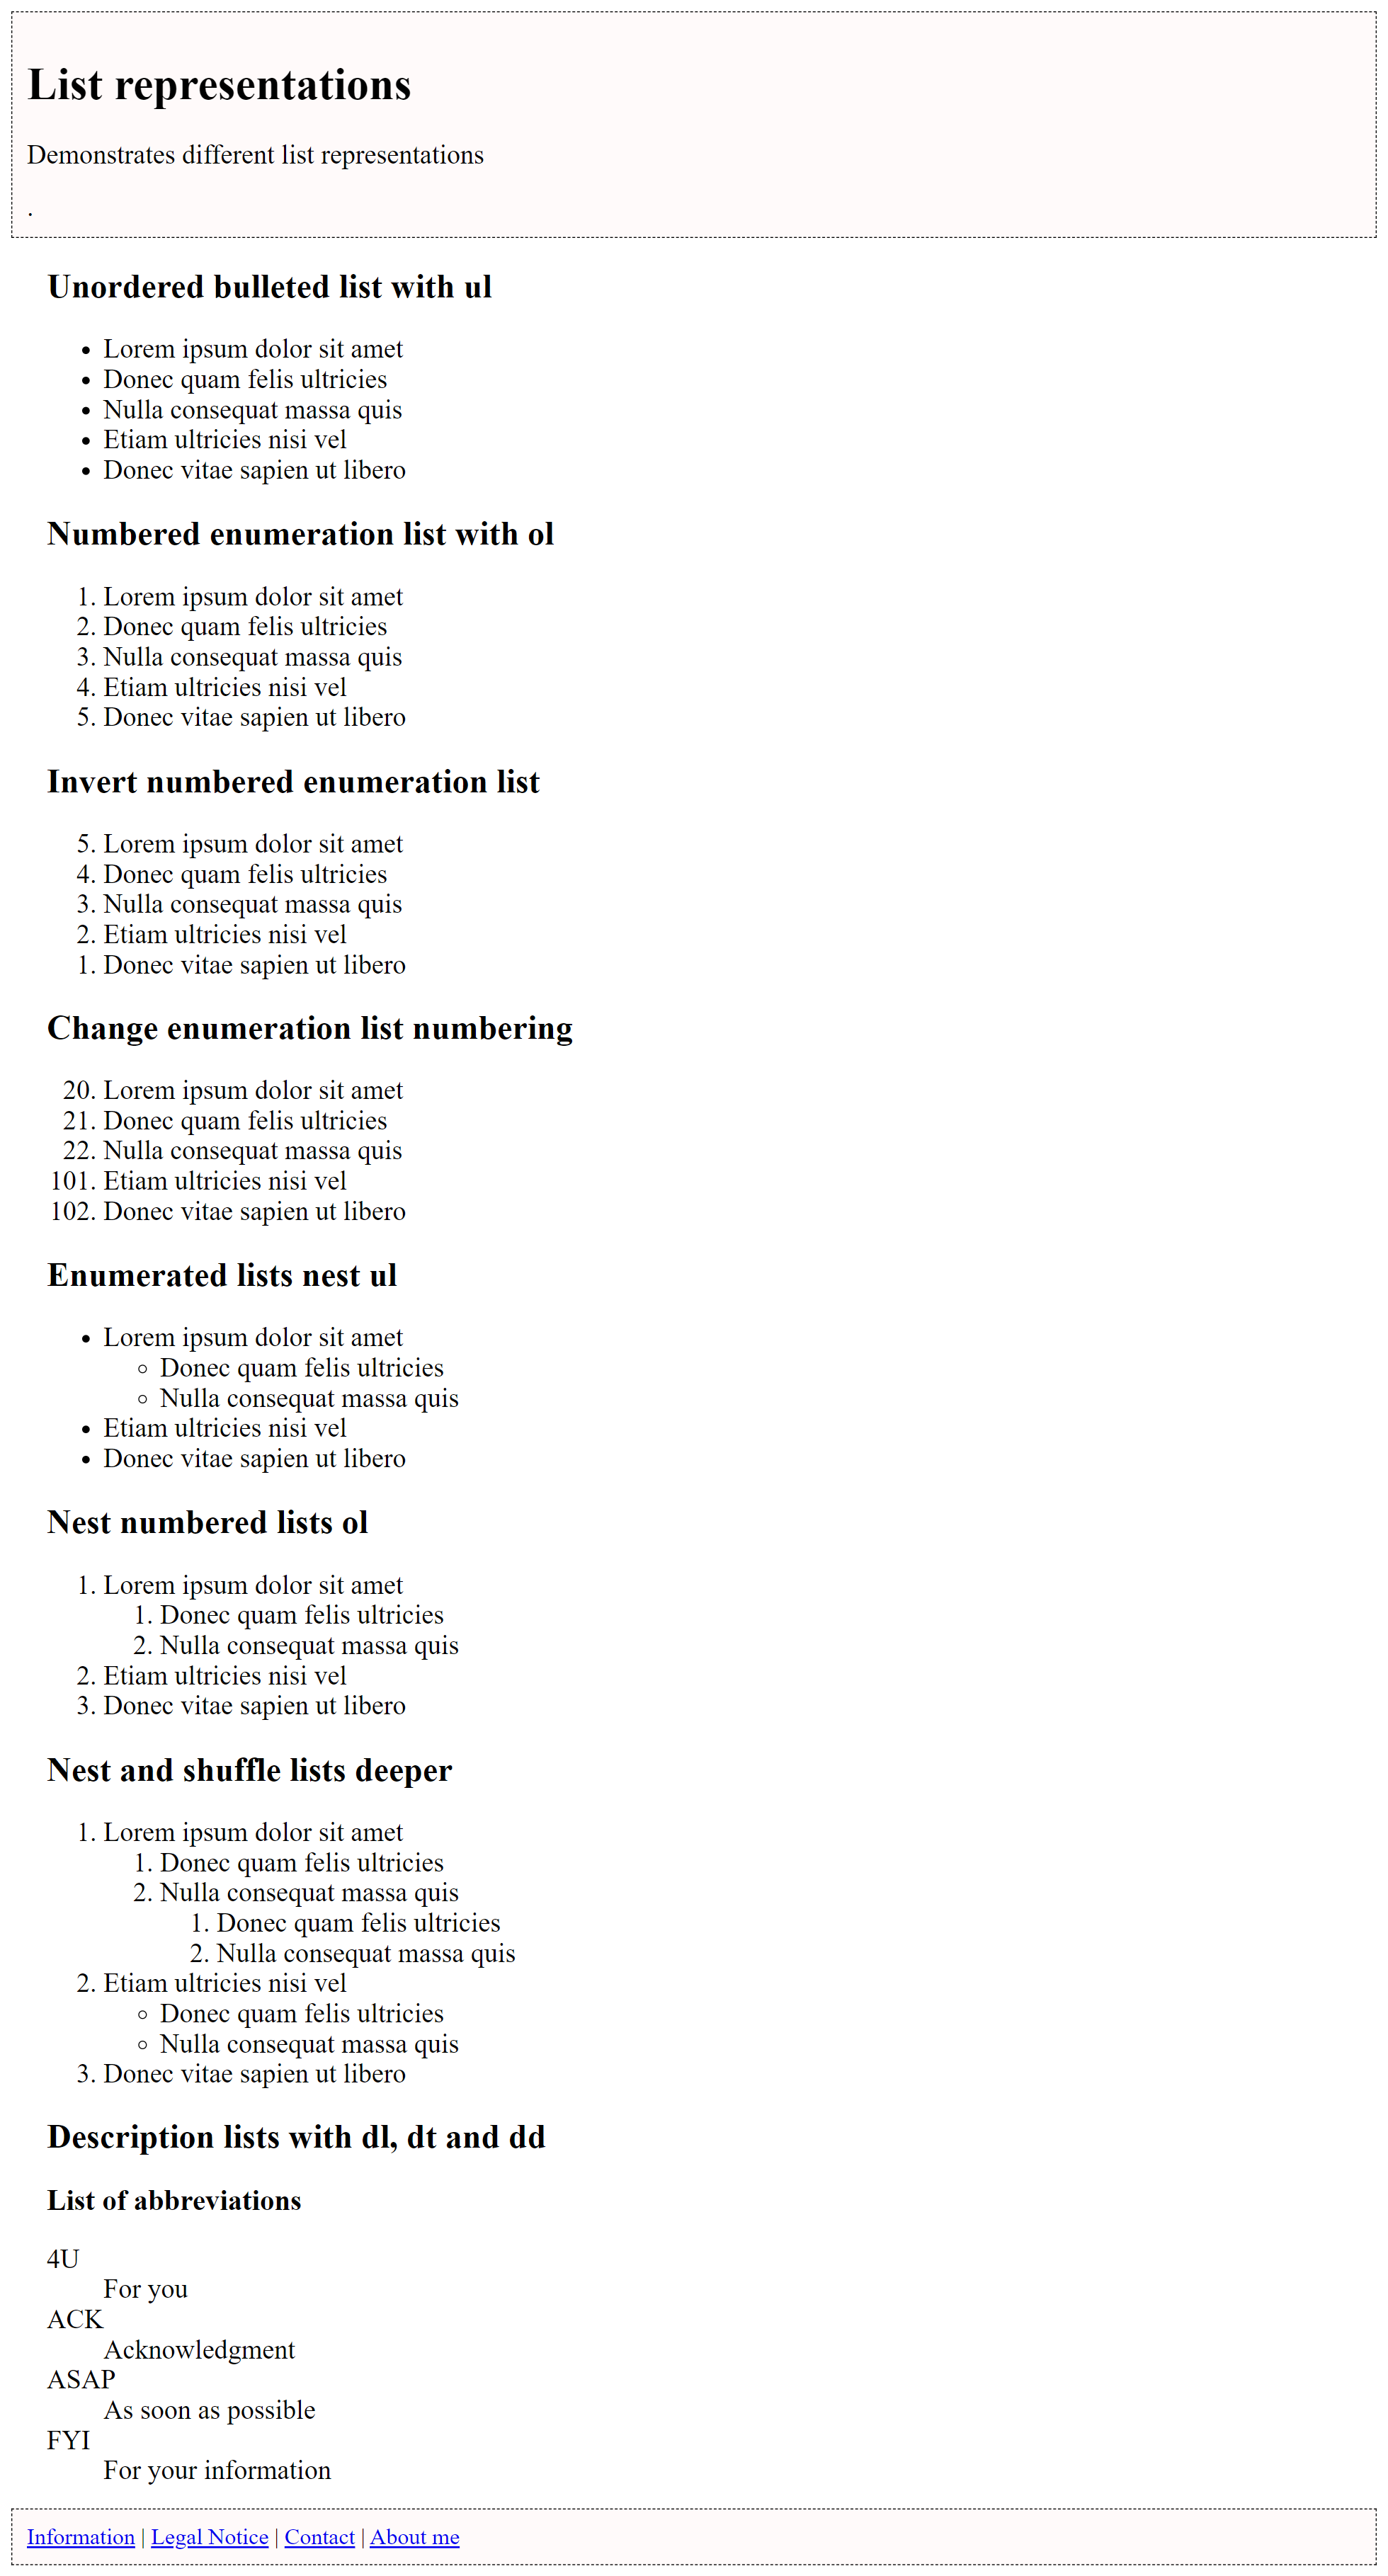 List representations
Demonstrates different list representations
.
Unordered bulleted list with ul
• Lorem ipsum dolor sit amet
• Donec quam felis ultricies
• Nulla consequat massa quis
• Etiam ultricies nisi vel
• Donec vitae sapien ut libero
Numbered enumeration list with ol
1. Lorem ipsum dolor sit amet
2. Donec quam felis ultricies
3. Nulla consequat massa quis
4. Etiam ultricies nisi vel
5. Donec vitae sapien ut libero
Invert numbered enumeration list
5. Lorem ipsum dolor sit amet
4. Donec quam felis ultricies
3. Nulla consequat massa quis
2. Etiam ultricies nisi vel
1. Donec vitae sapien ut libero
Change enumeration list numbering
20. Lorem ipsum dolor sit amet
21. Donec quam felis ultricies
22. Nulla consequat massa quis
101. Etiam ultricies nisi vel
102. Donec vitae sapien ut libero
Enumerated lists nest ul
• Lorem ipsum dolor sit amet
◦ Donec quam felis ultricies
◦ Nulla consequat massa quis
• Etiam ultricies nisi vel
• Donec vitae sapien ut libero
Nest numbered lists ol
1. Lorem ipsum dolor sit amet
1. Donec quam felis ultricies
2. Nulla consequat massa quis
2. Etiam ultricies nisi vel
3. Donec vitae sapien ut libero
Nest and shuffle lists deeper
1. Lorem ipsum dolor sit amet
1. Donec quam felis ultricies
2. Nulla consequat massa quis
1. Donec quam felis ultricies
2. Nulla consequat massa quis
2. Etiam ultricies nisi vel
◦ Donec quam felis ultricies
◦ Nulla consequat massa quis
3. Donec vitae sapien ut libero
Description lists with dl, dt and dd
List of abbreviations
4U
For you
ACK
Acknowledgment
ASAP
As soon as possible
FYI
For your information
Information | Legal Notice | Contact | About me